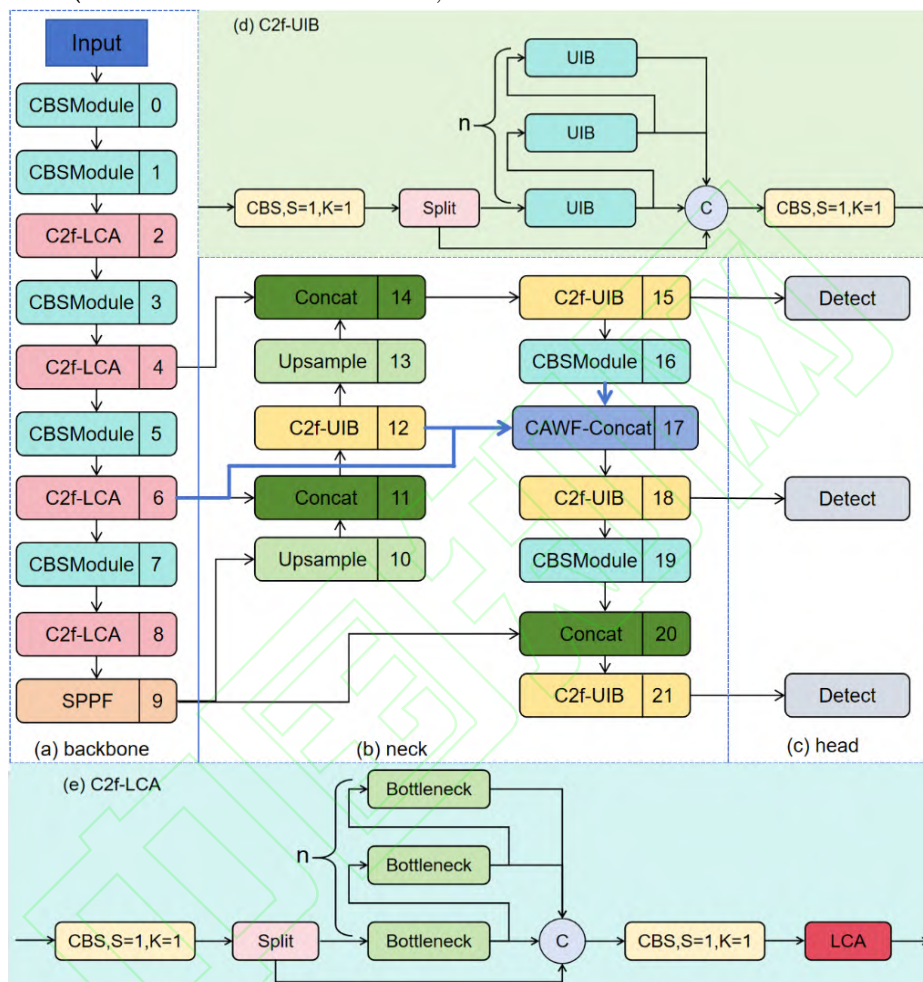 (d) C2f-UIB
Input
CBSModule 0
CBSModule 1
C2f-LCA 2
CBSModule 3
C2f-LCA 4
CBSModule 5
C2f-LCA 6
CBSModule 7
C2f-LCA 8
SPPF 9
(a) backbone
n
UIB
UIB
UIB
CBS,S=1,K=1
Split
C
CBS,S=1,K=1
Concat 14
Upsample 13
C2f-UIB 12
Concat 11
Upsample 10
C2f-UIB 15
CBSModule 16
CAWF-Concat 17
C2f-UIB 18
CBSModule 19
Concat 20
C2f-UIB 21
(b) neck
Detect
Detect
Detect
(c) head
(e) C2f-LCA
n
Bottleneck
Bottleneck
Bottleneck
CBS,S=1,K=1
Split
C
CBS,S=1,K=1
LCA